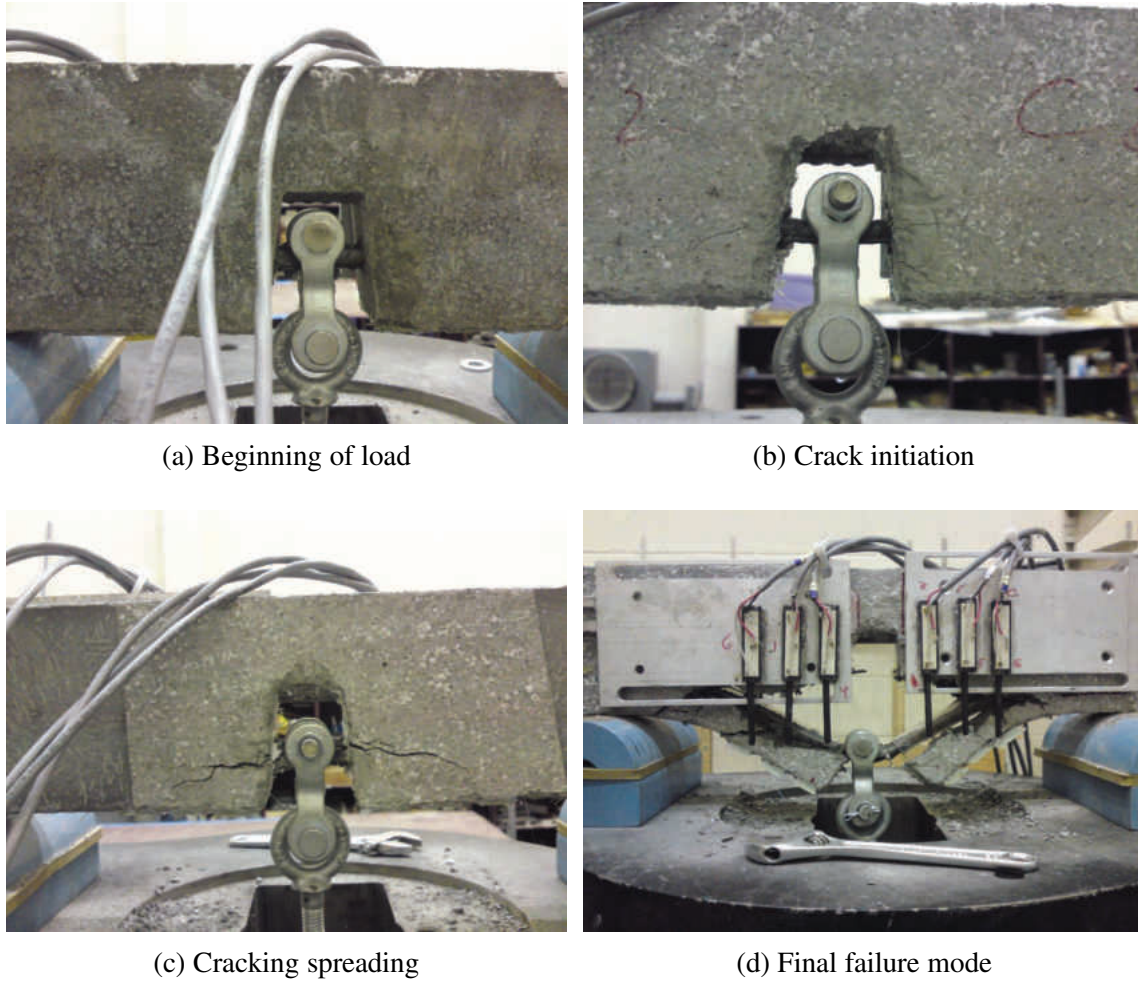 (a) Beginning of load
(b) Crack initiation
(c) Cracking spreading
(d) Final failure mode